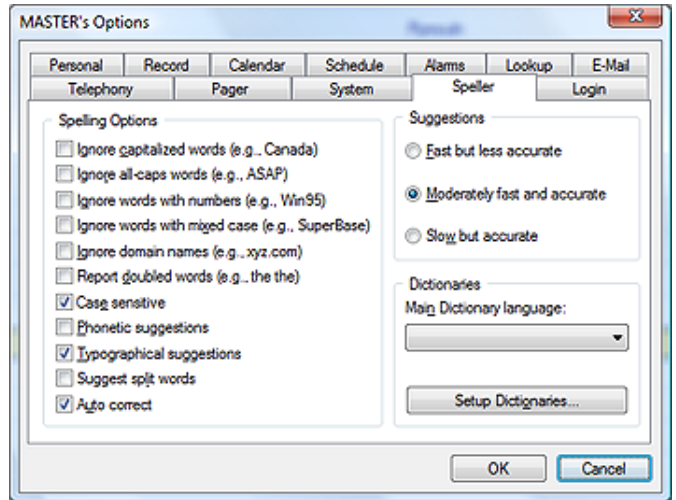 MASTER's Options
Personal Record Calendar Schedule Alarms Lookup E-Mail
Telephony Pager System Speller Login
Spelling Options
Ignore capitalized words (e.g., Canada)
Ignore all-caps words (e.g., ASAP)
Ignore words with numbers (e.g., Win95)
Ignore words with mixed case (e.g., SuperBase)
Ignore domain names (e.g., xyz.com)
Report doubled words (e.g., the the)
Case sensitive
Phonetic suggestions
Typographical suggestions
Suggest split words
Auto correct
Suggestions
Fast but less accurate
Moderately fast and accurate
Slow but accurate
Dictionaries
Main Dictionary language:
Setup Dictionaries...
OK Cancel